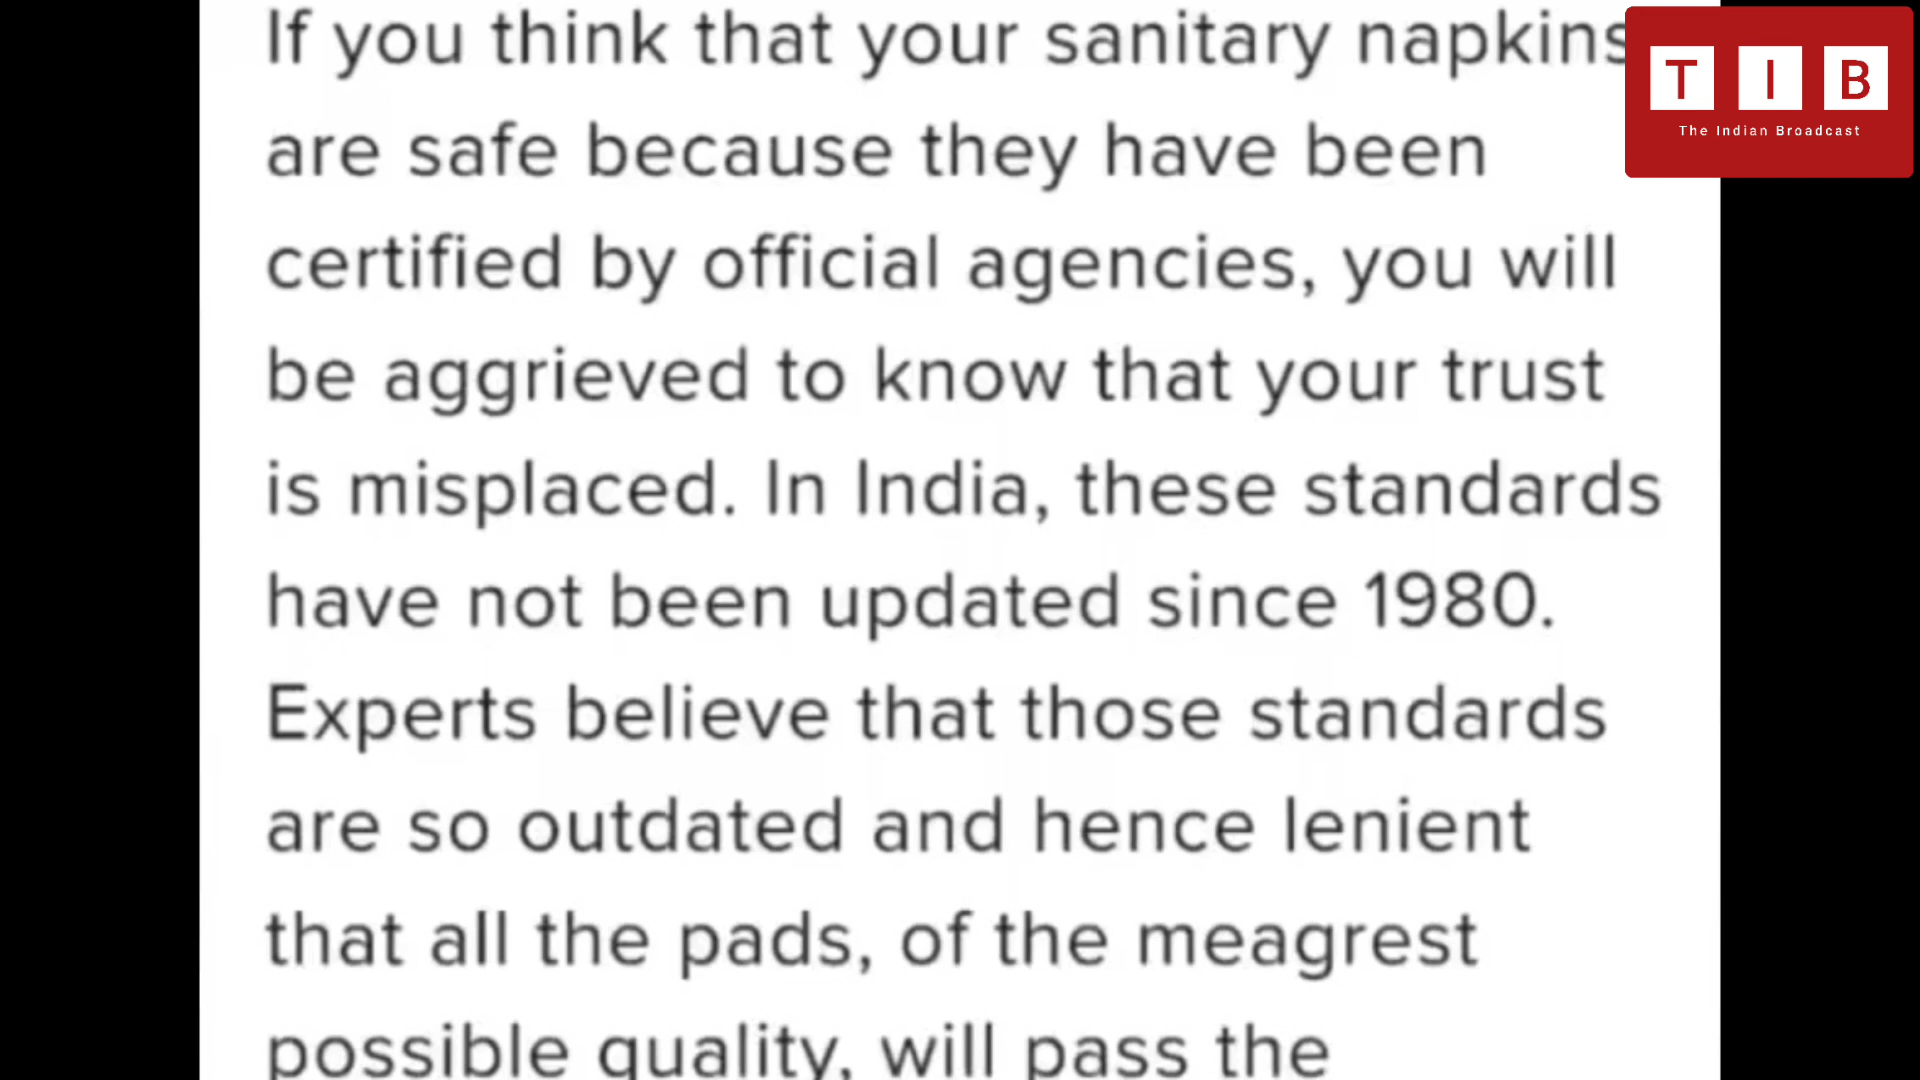 If you think that your sanitary napkins
are safe because they have been
certified by official agencies, you will
be aggrieved to know that your trust
is misplaced. In India, these standards
have not been updated since 1980.
Experts believe that those standards
are so outdated and hence lenient
that all the pads, of the meagrest
possible quality, will pass the
T I B
The Indian Broadcast